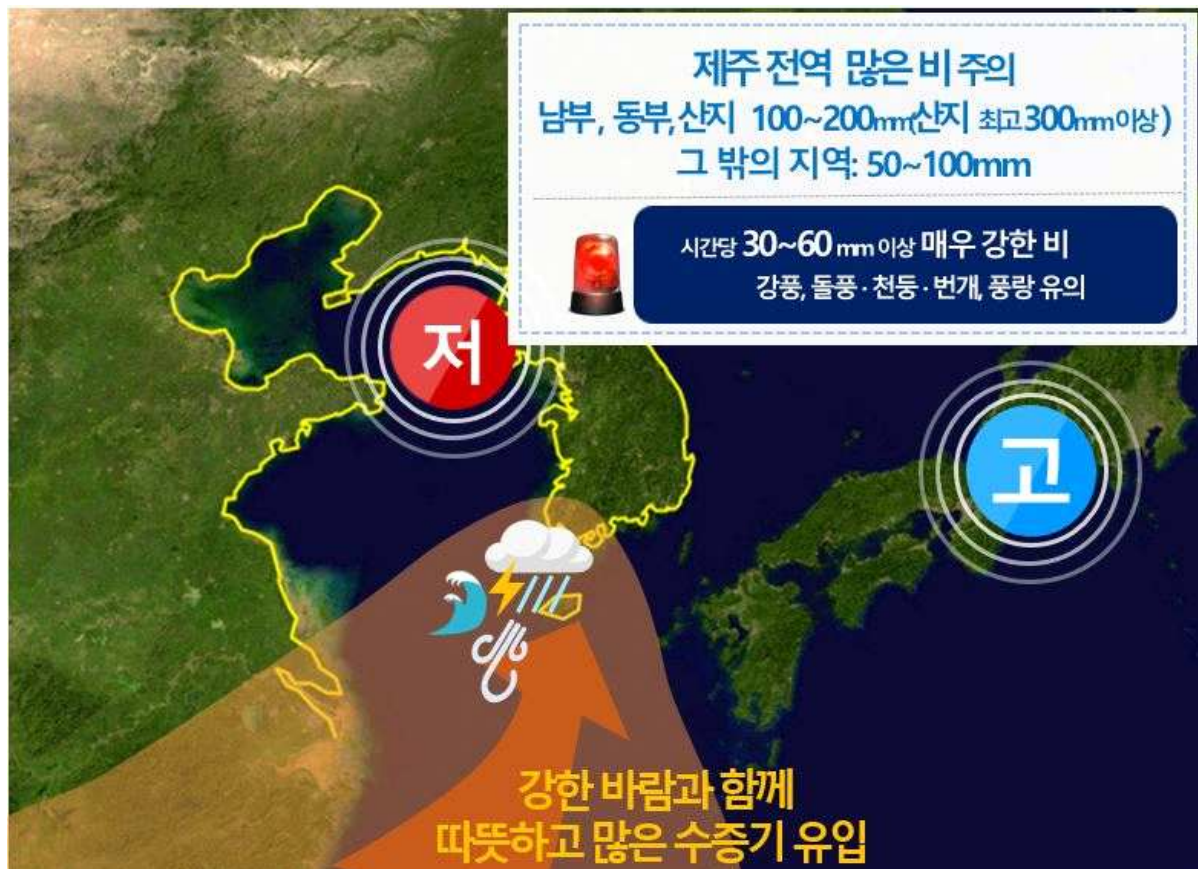 제주 전역 많은 비 주의
남부, 동부,산지 100~200mm(산지 최고 300mm 이상)
그 밖의 지역: 50~100mm
시간당 30~60 mm 이상 매우 강한 비
강풍, 돌풍·천둥·번개, 풍랑 유의
저
고
강한 바람과 함께
따뜻하고 많은 수증기 유입